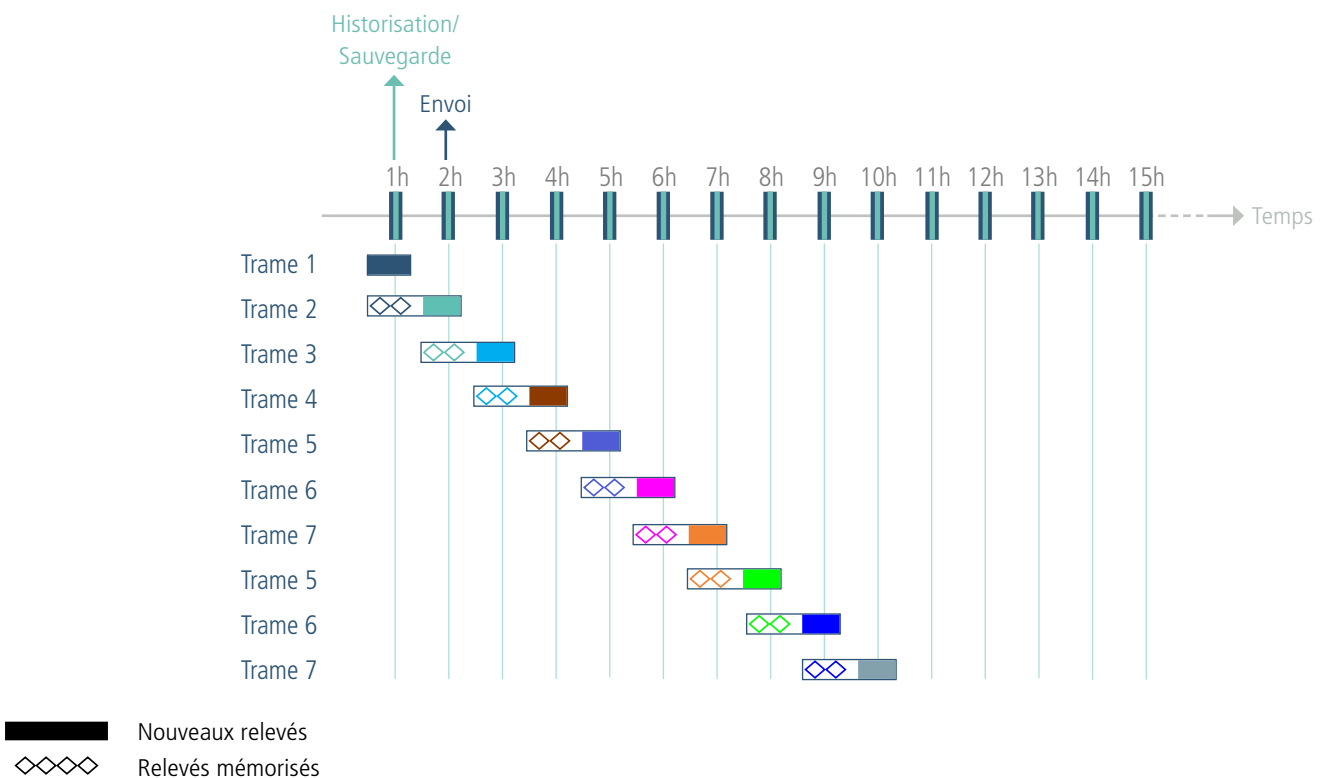 Historisation/
Sauvegarde
Envoi
1h 2h 3h 4h 5h 6h 7h 8h 9h 10h 11h 12h 13h 14h 15h
Temps
Trame 1
Trame 2
Trame 3
Trame 4
Trame 5
Trame 6
Trame 7
Trame 5
Trame 6
Trame 7
Nouveaux relevés
Relevés mémorisés